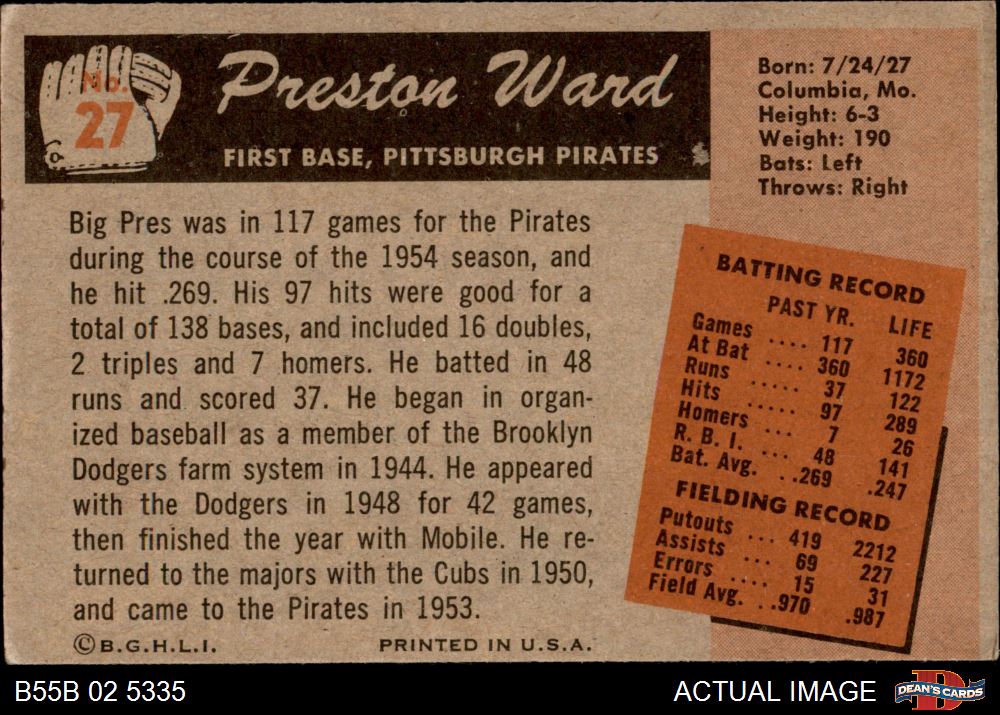 No.
27
Preston Ward
FIRST BASE, PITTSBURGH PIRATES
Born: 7/24/27
Columbia, Mo.
Height: 6-3
Weight: 190
Bats: Left
Throws: Right
Big Pres was in 117 games for the Pirates
during the course of the 1954 season, and
he hit .269. His 97 hits were good for a
total of 138 bases, and included 16 doubles,
2 triples and 7 homers. He batted in 48
runs and scored 37. He began in organ-
ized baseball as a member of the Brooklyn
Dodgers farm system in 1944. He appeared
with the Dodgers in 1948 for 42 games,
then finished the year with Mobile. He re-
turned to the majors with the Cubs in 1950,
and came to the Pirates in 1953.
BATTING RECORD
PAST YR. LIFE
Games .... 117 360
At Bat .... 360 1172
Runs ..... 37 122
Hits ..... 97 289
Homers ... 7 26
R. B. I. ... 48 141
Bat. Avg. ..269 .247
FIELDING RECORD
Putouts ... 419 2212
Assists ... 69 227
Errors .... 15 31
Field Avg. ..970 .987
©B.G.H.L.I. PRINTED IN U.S.A.
B55B 02 5335
ACTUAL IMAGE
DEAN'S CARDS